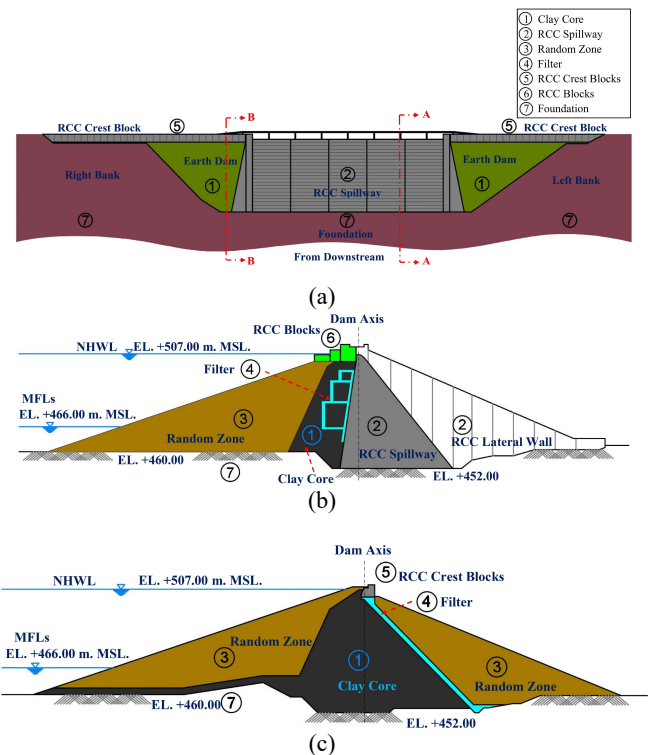 ① Clay Core
② RCC Spillway
③ Random Zone
④ Filter
⑤ RCC Crest Blocks
⑥ RCC Blocks
⑦ Foundation
B
A
RCC Crest Block
⑤
⑤
RCC Crest Block
Earth Dam
Earth Dam
Right Bank
①
②
①
Left Bank
RCC Spillway
⑦
⑦
⑦
Foundation
B
A
From Downstream
(a)
Dam Axis
RCC Blocks
⑥
NHWL
EL. +507.00 m. MSL.
Filter
④
MFLs
EL. +466.00 m. MSL.
③
Random Zone
①
②
RCC Spillway
②
RCC Lateral Wall
EL. +460.00
⑦
Clay Core
EL. +452.00
(b)
Dam Axis
⑤
RCC Crest Blocks
NHWL
EL. +507.00 m. MSL.
④
Filter
MFLs
EL. +466.00 m. MSL.
Random Zone
③
①
Clay Core
③
Random Zone
EL. +460.00
⑦
EL. +452.00
(c)